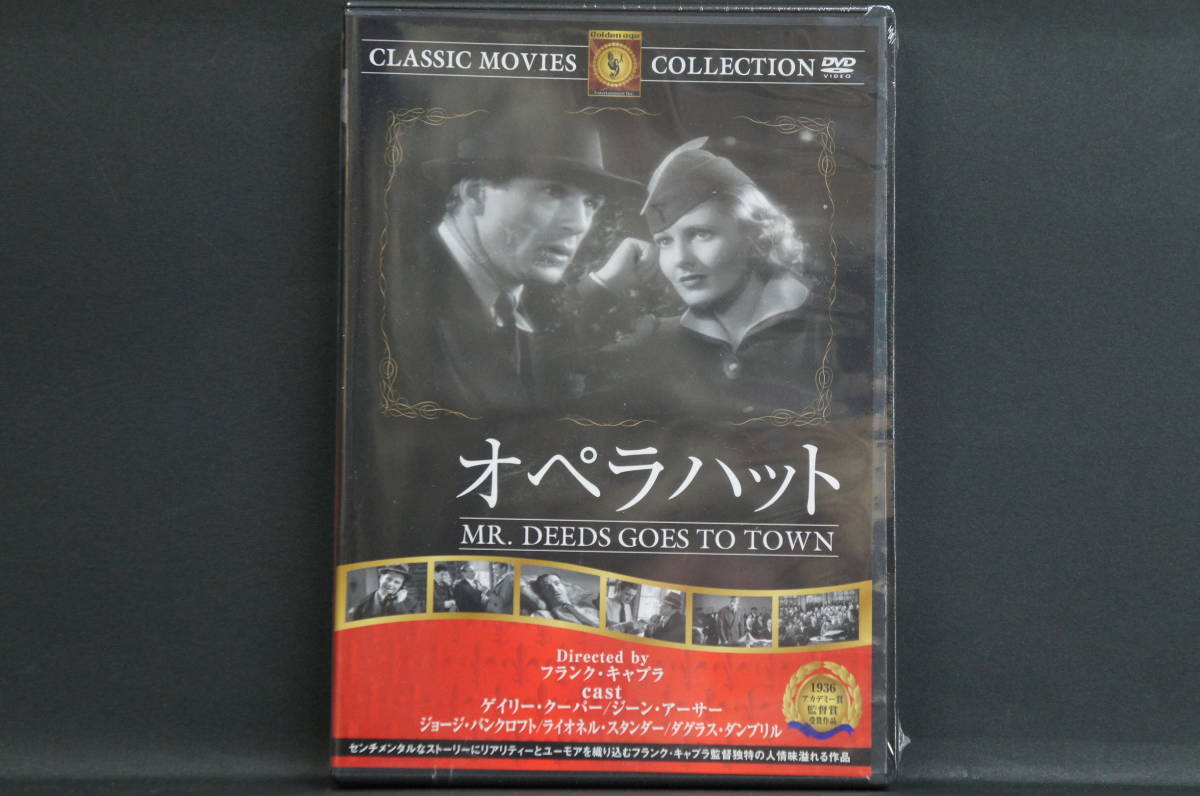 Golden age
CLASSIC MOVIES COLLECTION DVD
VIDEO
Entertainment Inc.
オペラハット
MR. DEEDS GOES TO TOWN
Directed by
フランク・キャプラ
cast
ゲイリー・クーパー/ジーン・アーサー
ジョージ・バンクロフト/ライオネル・スタンダー/ダグラス・ダンブリル
1936
アカデミー賞
監督賞
受賞作品
センチメンタルなストーリーにリアリティーとユーモアを織り込むフランク・キャプラ監督独特の人情味溢れる作品